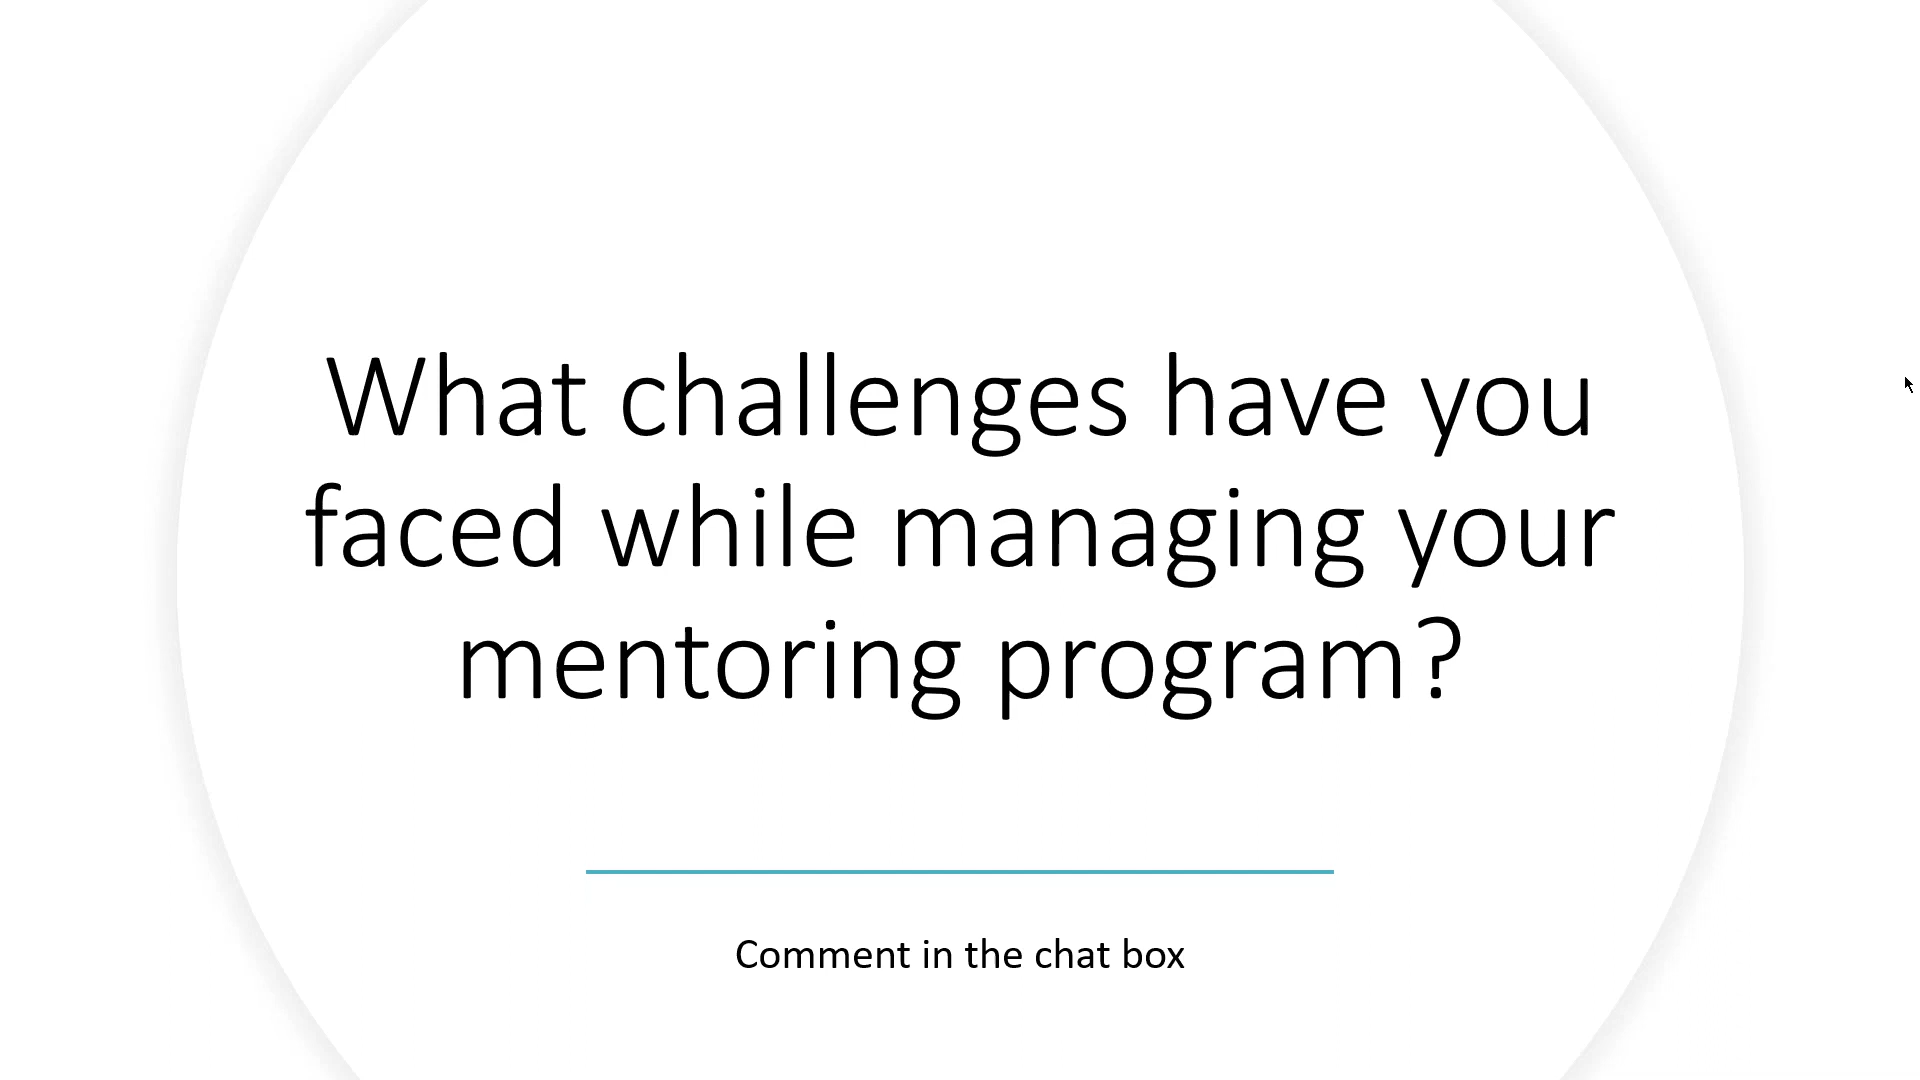 What challenges have you
faced while managing your
mentoring program?
Comment in the chat box